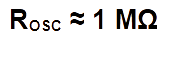 Rosc ≈ 1 MΩ